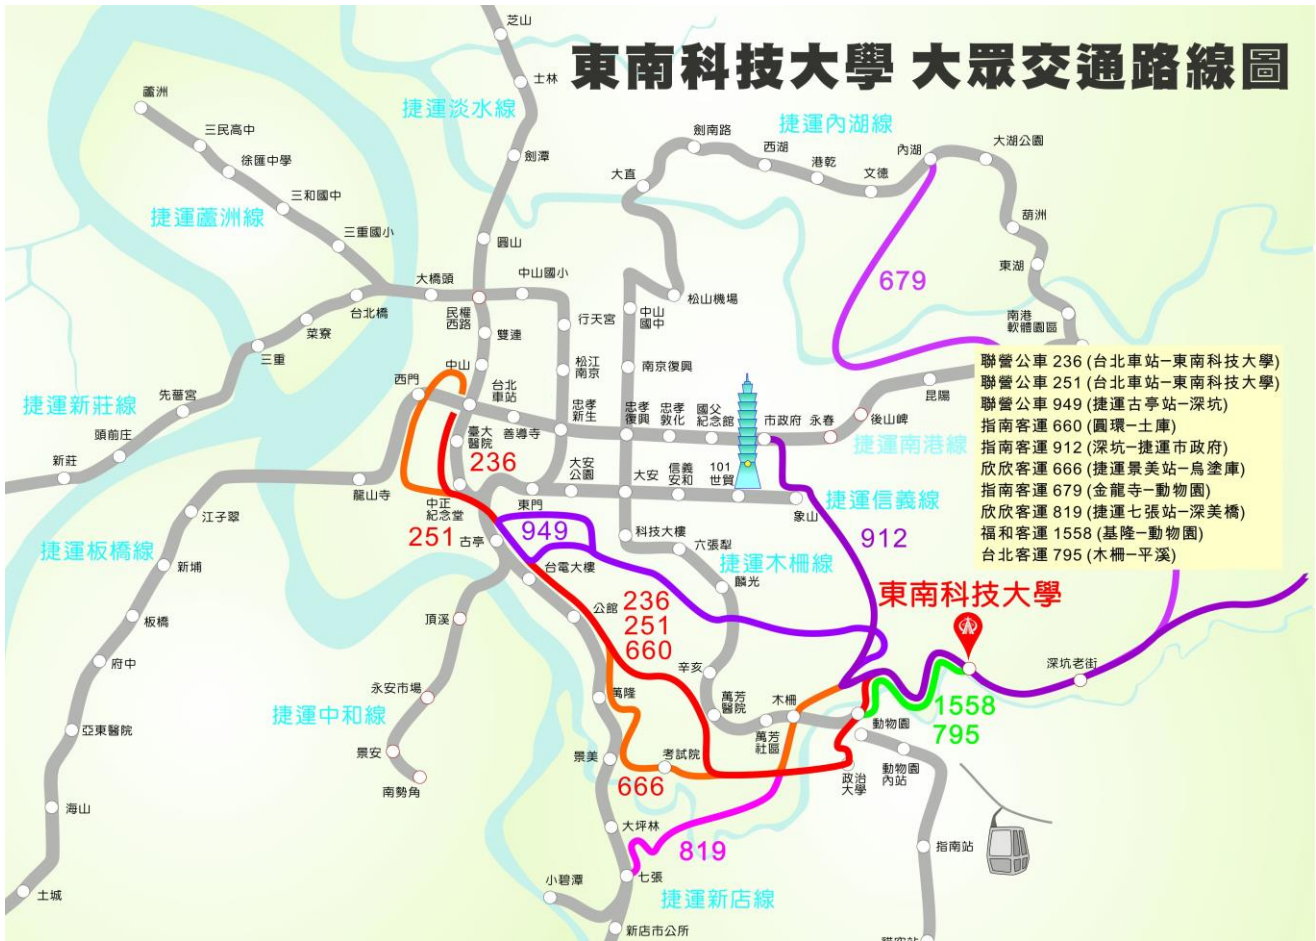 東南科技大學 大眾交通路線圖
芝山
士林
捷運淡水線
劍潭
圓山
蘆洲
三民高中
徐匯中學
三和國中
捷運蘆洲線
三重國小
大橋頭
台北橋
菜寮
三重
先嗇宮
捷運新莊線
頭前庄
新莊
民權
西路
中山國小
雙連
中山
行天宮
松江
南京
台北
車站
西門
善導寺
忠孝
新生
臺大
醫院
236
251
中正
紀念堂
東門
大安
公園
大安
信義
安和
101
世貿
象山
捷運信義線
捷運內湖線
劍南路
西湖
港乾
文德
內湖
大湖公園
葫洲
東湖
南港
軟體園區
大直
松山機場
中山
國中
南京復興
忠孝
復興
忠孝
敦化
國父
紀念館
市政府
永春
後山碑
昆陽
捷運南港線
679
聯營公車 236 (台北車站–東南科技大學)
聯營公車 251 (台北車站–東南科技大學)
聯營公車 949 (捷運古亭站–深坑)
指南客運 660 (圓環–土庫)
指南客運 912 (深坑–捷運市政府)
欣欣客運 666 (捷運景美站–烏塗庫)
指南客運 679 (金龍寺–動物園)
欣欣客運 819 (捷運七張站–深美橋)
福和客運 1558 (基隆–動物園)
台北客運 795 (木柵–平溪)
龍山寺
江子翠
捷運板橋線
新埔
板橋
府中
亞東醫院
海山
土城
古亭
949
台電大樓
公館
236
251
660
科技大樓
六張犁
捷運木柵線
麟光
辛亥
萬芳
醫院
萬芳
社區
木柵
動物園
動物園
內站
政治
大學
指南站
912
東南科技大學
深坑老街
1558
795
頂溪
永安市場
捷運中和線
景安
南勢角
萬隆
景美
考試院
666
大坪林
819
七張
小碧潭
捷運新店線
新店市公所